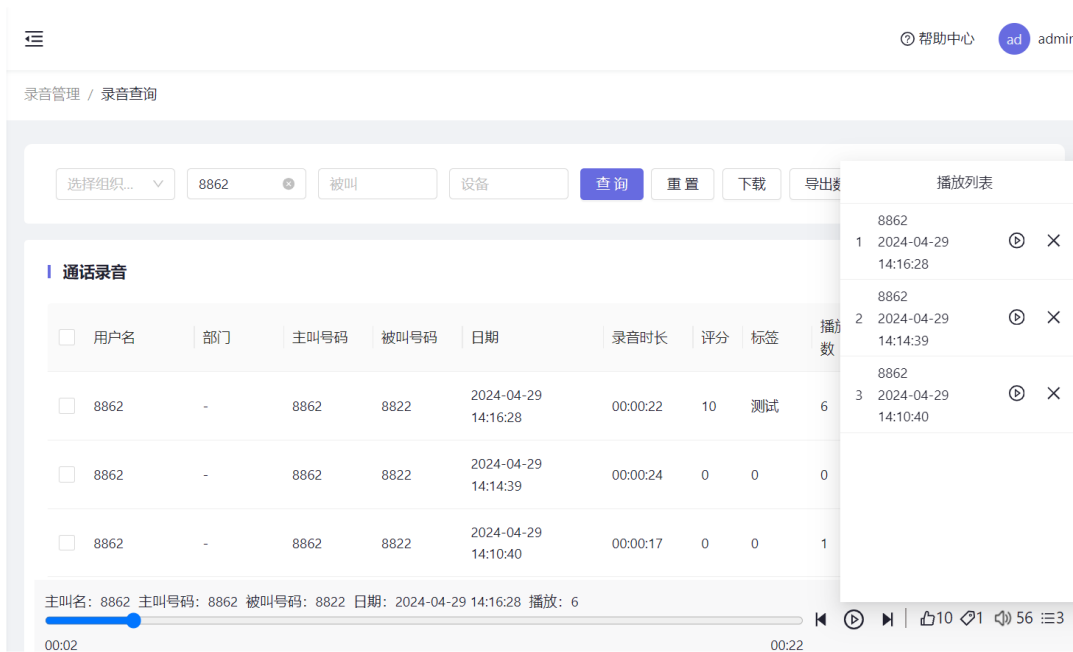 帮助中心 ad admin
录音管理 / 录音查询
选择组织... 8862 被叫 设备 查 询 重 置 下载 导出数
播放列表
1 8862
2024-04-29
14:16:28
2 8862
2024-04-29
14:14:39
3 8862
2024-04-29
14:10:40
通话录音
用户名 部门 主叫号码 被叫号码 日期 录音时长 评分 标签 播放
数
8862 - 8862 8822 2024-04-29
14:16:28 00:00:22 10 测试 6
8862 - 8862 8822 2024-04-29
14:14:39 00:00:24 0 0 0
8862 - 8862 8822 2024-04-29
14:10:40 00:00:17 0 0 1
主叫名：8862 主叫号码：8862 被叫号码：8822 日期：2024-04-29 14:16:28 播放：6
10 1 56 3
00:02 00:22